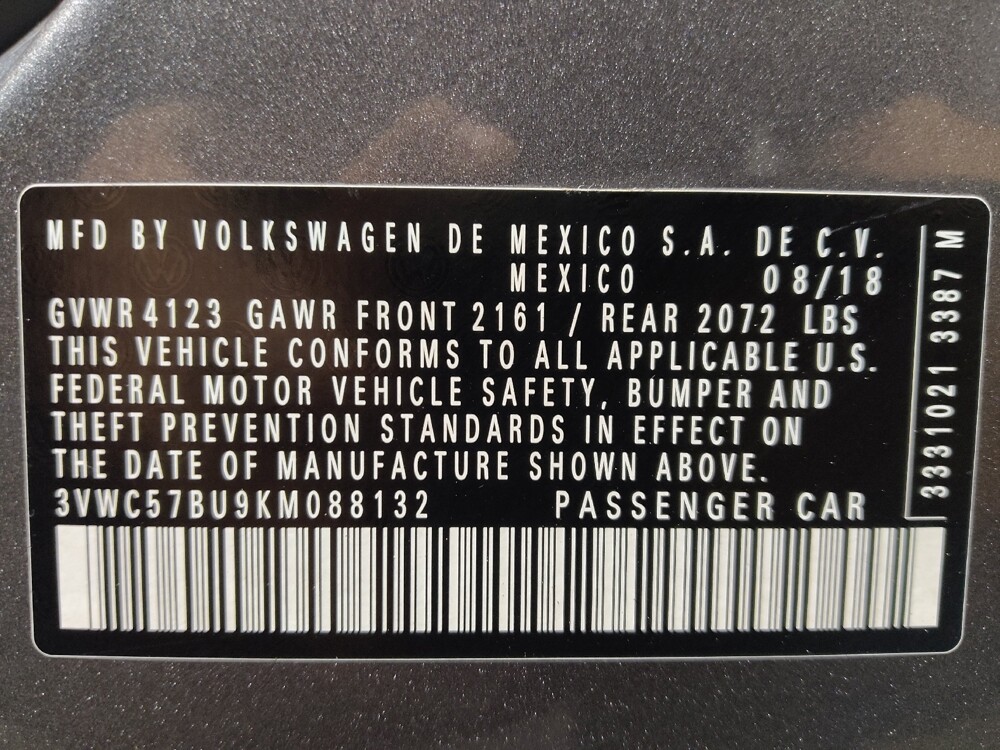 MFD BY VOLKSWAGEN DE MEXICO S.A. DE C.V.
MEXICO 08/18
GVWR 4123 GAWR FRONT 2161 / REAR 2072 LBS
THIS VEHICLE CONFORMS TO ALL APPLICABLE U.S.
FEDERAL MOTOR VEHICLE SAFETY, BUMPER AND
THEFT PREVENTION STANDARDS IN EFFECT ON
THE DATE OF MANUFACTURE SHOWN ABOVE.
3VWC57BU9KM088132 PASSENGER CAR
3331021 3387 M